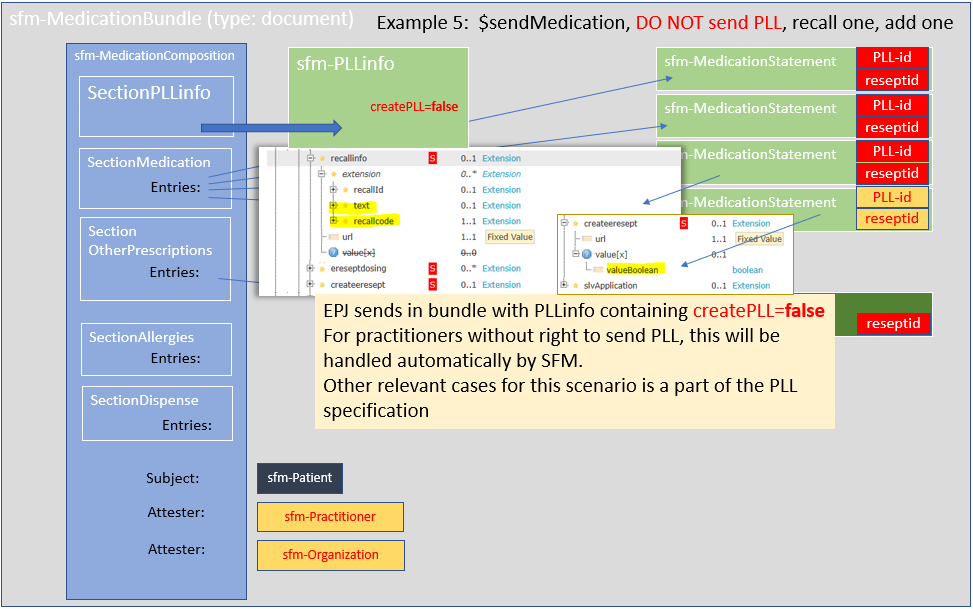 sfm-MedicationBundle (type: document)
Example 5: $sendMedication, DO NOT send PLL, recall one, add one
sfm-MedicationComposition
SectionPLLinfo
SectionMedication
Entries:
Section
OtherPrescriptions
Entries:
SectionAllergies
Entries:
SectionDispense
Entries:
Subject:
Attester:
Attester:
sfm-Patient
sfm-Practitioner
sfm-Organization
sfm-PLLinfo
createPLL=false
sfm-MedicationStatement
PLL-id
reseptid
sfm-MedicationStatement
PLL-id
reseptid
sfm-MedicationStatement
PLL-id
reseptid
sfm-MedicationStatement
PLL-id
reseptid
reseptid
recallinfo S 0..1 Extension
extension 0..* Extension
recallId 0..1 Extension
text 0..1 Extension
recallcode 1..1 Extension
url 1..1 Fixed Value
value[x] 0..0
ereseptdosing S 0..* Extension
createeresept S 0..1 Extension
createeresept S 0..1 Extension
url 1..1 Fixed Value
value[x] 0..1
valueBoolean boolean
slvApplication 0..1 Extension
EPJ sends in bundle with PLLinfo containing createPLL=false
For practitioners without right to send PLL, this will be
handled automatically by SFM.
Other relevant cases for this scenario is a part of the PLL
specification